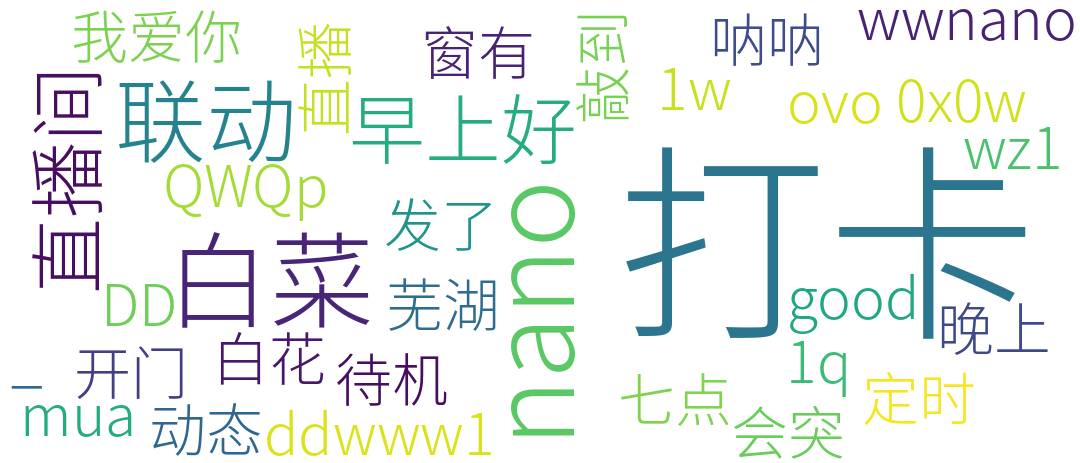 我爱你
直播
窗有
敲到
呐呐
wwnano
直播间
联动
早上好
1w
ovo
0x0w
wz1
QWQp
发了
nano
打卡
白菜
DD
芜湖
good
晚上
_
开门
白花
待机
1q
七点
定时
mua
动态
ddwww1
会突